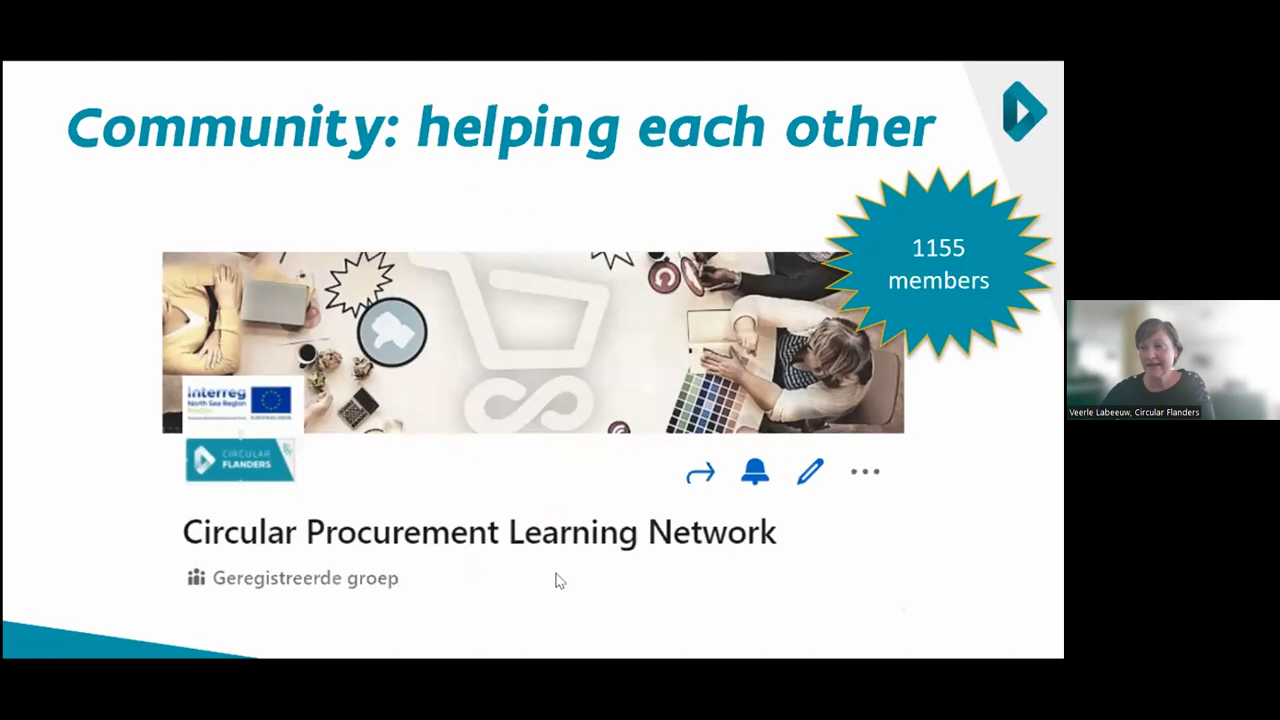 Community: helping each other
1155
members
Interreg
North Sea Region
CIRCULAR
FLANDERS
Circular Procurement Learning Network
Geregistreerde groep
Veerle Labeeuw, Circular Flanders